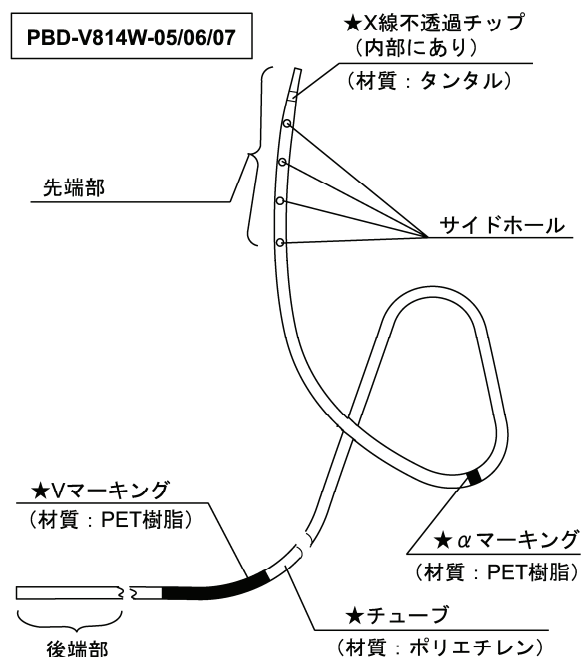 PBD-V814W-05/06/07
★X線不透過チップ
（内部にあり）
（材質：タンタル）
先端部
サイドホール
★Vマーキング
（材質：PET樹脂）
★αマーキング
（材質：PET樹脂）
★チューブ
（材質：ポリエチレン）
後端部